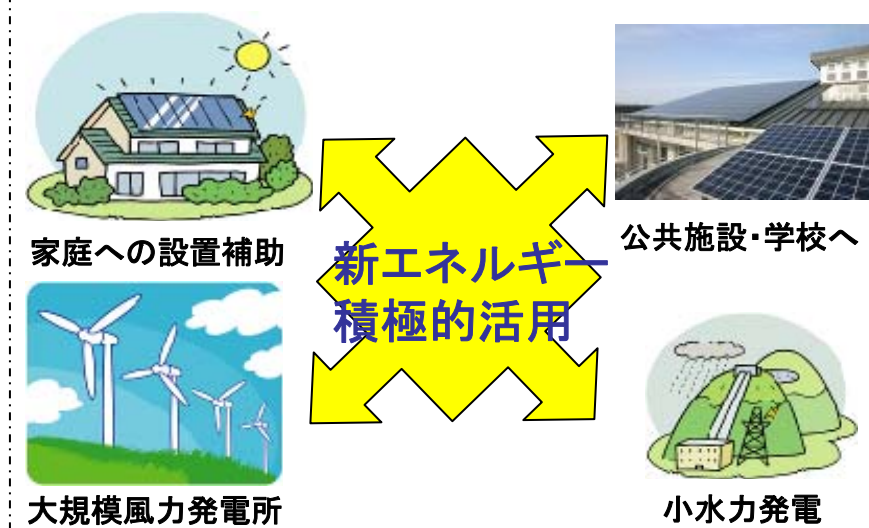 家庭への設置補助
公共施設・学校へ
新エネルギー
積極的活用
大規模風力発電所
小水力発電